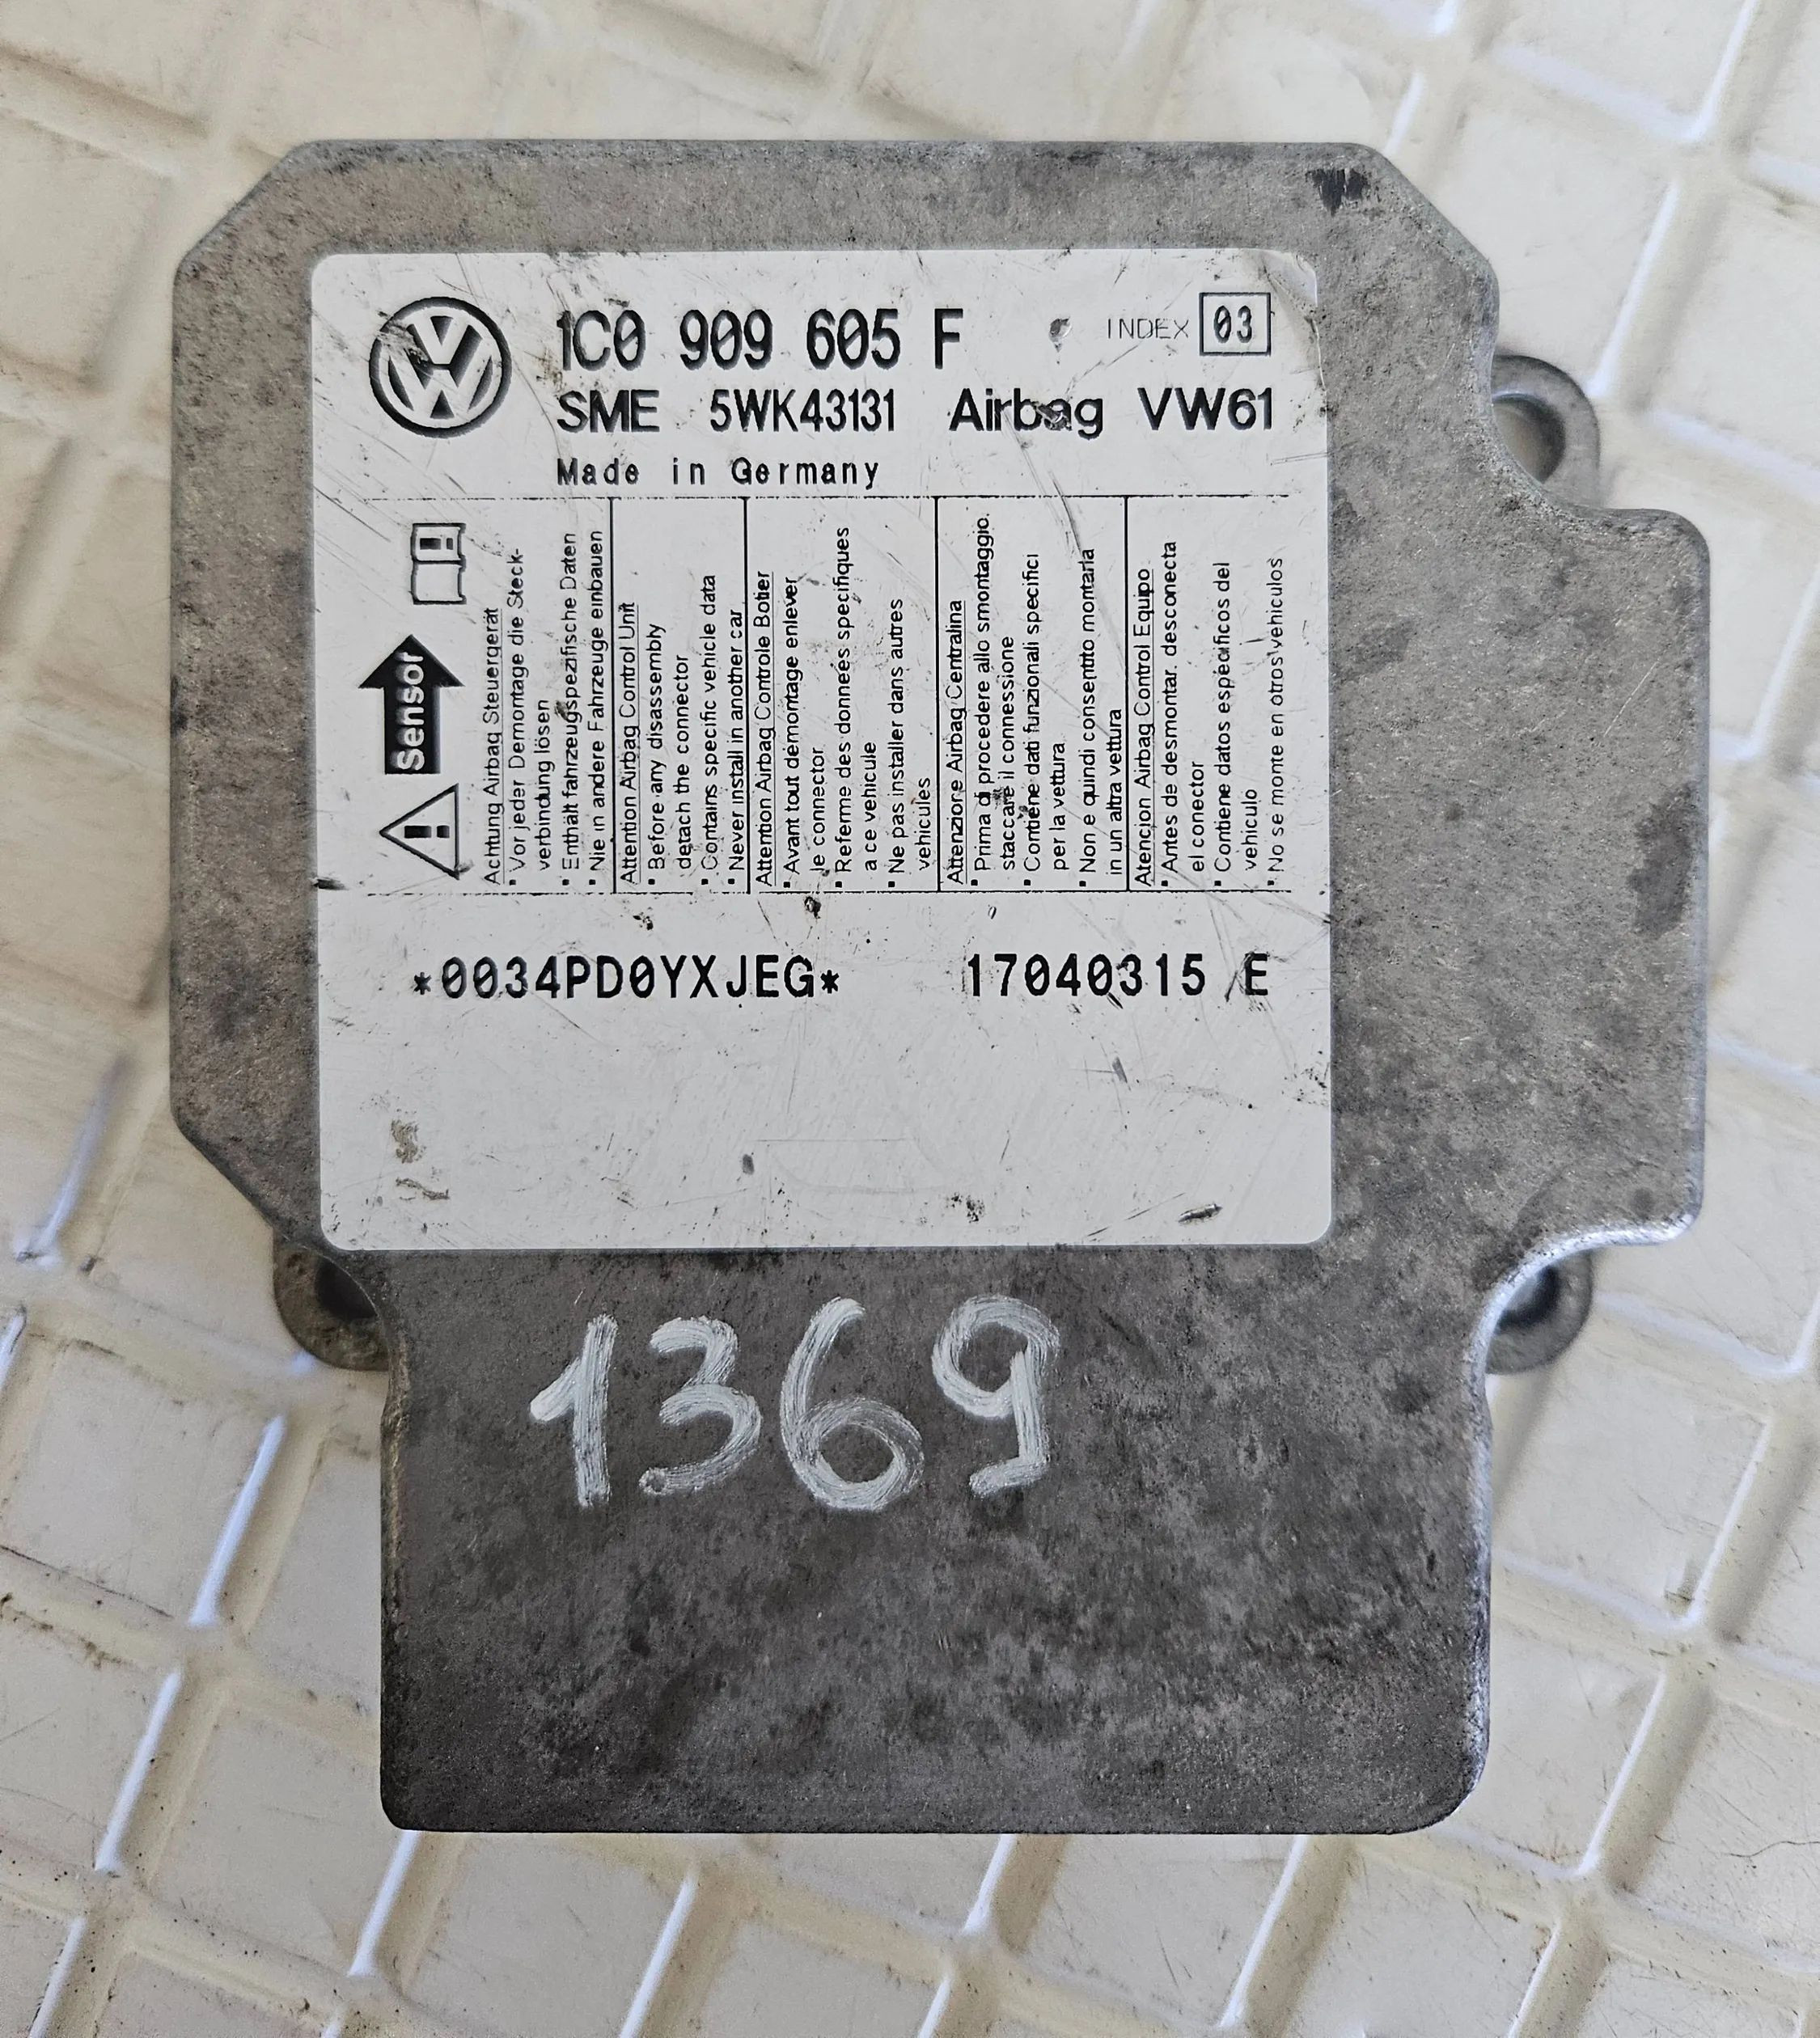 1C0 909 605 F INDEX 03
SME 5WK43131 Airbag VW61
Made in Germany
Sensor
Achtung Airbag Steuergerät
▪ Vor jeder Demontage die Steck-
verbindung lösen
▪ Enthält fahrzeugspezifische Daten
▪ Nie in andere Fahrzeuge einbauen
Attention Airbag Control Unit
▪ Before any disassembly
detach the connector
▪ Contains specific vehicle data
▪ Never install in another car
Attention Airbag Controle Botier
▪ Avant tout démontage enlever
le connector
▪ Referme des données specifiques
a ce vehicule
▪ Ne pas installer dans autres
vehicules
Attenzione Airbag Centralina
▪ Prima di procedere allo smontaggio.
staccare il connessione
▪ Contiene dati funzionali specifici
per la vettura
▪ Non e quindi consentito montarla
in un altra vettura
Atencion Airbag Control Equipo
▪ Antes de desmontar. desconecta
el conector
▪ Contiene datos especificos del
vehiculo
▪ No se monte en otros vehiculos
*0034PD0YXJEG* 17040315 E
1369